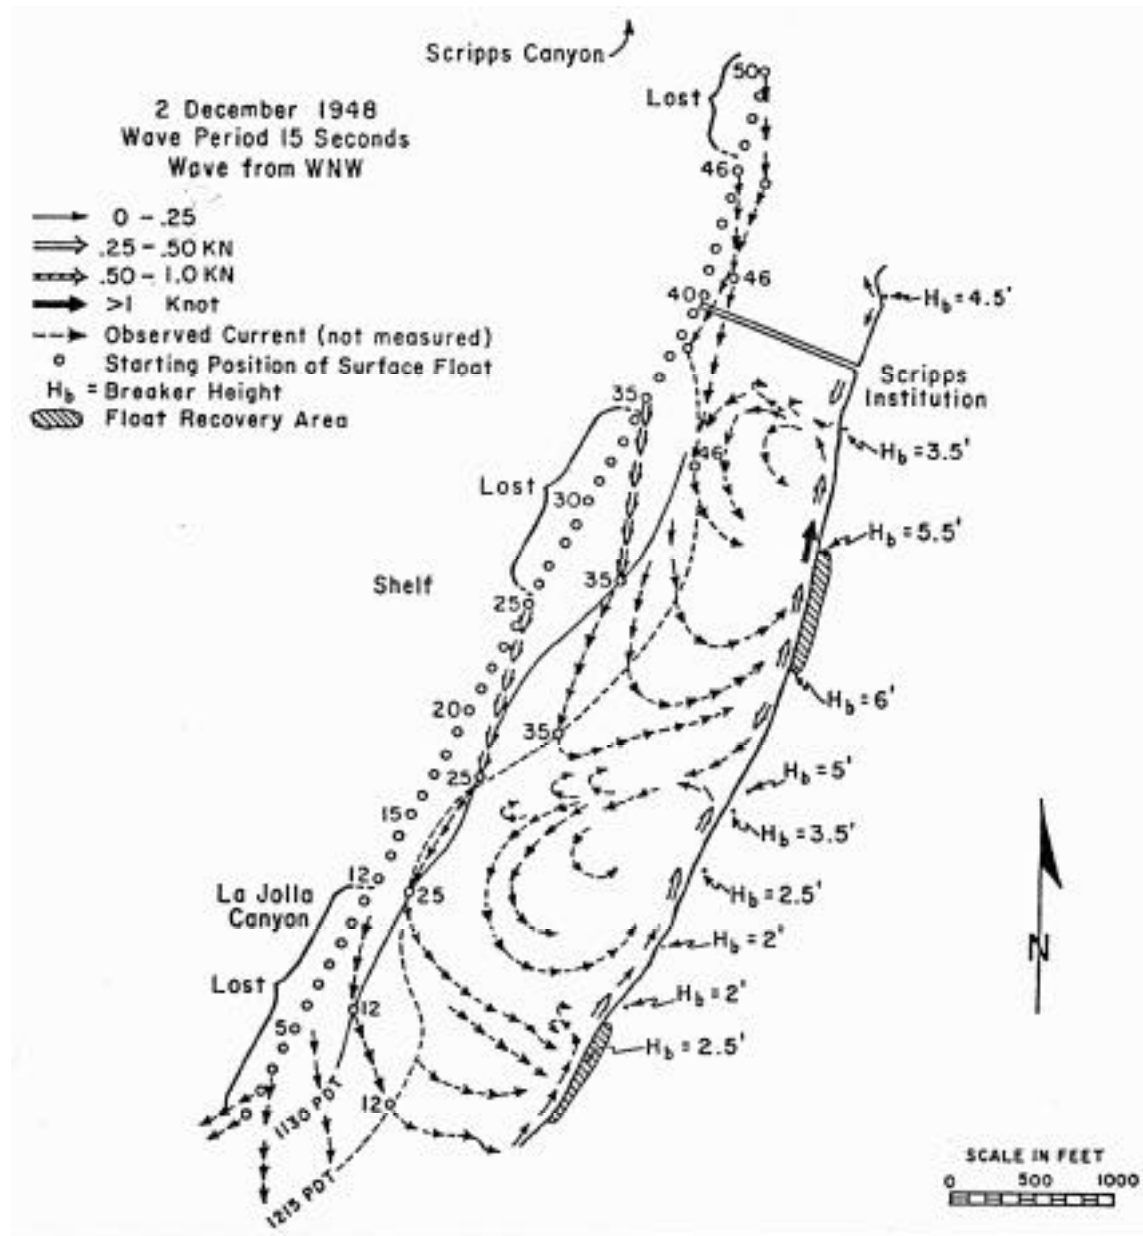 Scripps Canyon
2 December 1948
Wave Period 15 Seconds
Wave from WNW
0 - .25
.25 - .50 KN
.50 - 1.0 KN
>1 Knot
Observed Current (not measured)
Starting Position of Surface Float
Hb = Breaker Height
Float Recovery Area
50
Lost
46
46
40
Hb = 4.5'
Scripps
Institution
35
Hb = 3.5'
46
Lost
30
Hb = 5.5'
Shelf
35
25
Hb = 6'
20
35
25
Hb = 5'
15
Hb = 3.5'
12
25
Hb = 2.5'
La Jolla
Canyon
Hb = 2'
N
Lost
12
Hb = 2'
5
Hb = 2.5'
12
1130 PDT
1215 PDT
SCALE IN FEET
0 500 1000